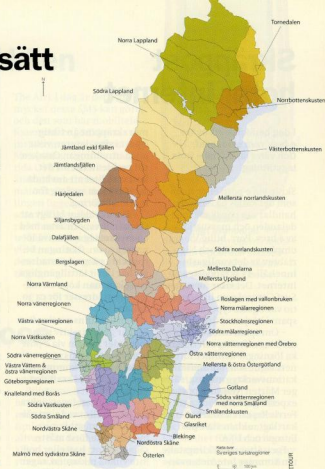 Tornedalen
Norra Lappland
sätt
Södra Lappland
Norrbottenskusten
Jämtland exkl fjällen
Västerbottenskusten
Jämtlandsfjällen
Härjedalen
Mellersta norrlandskusten
Siljansbygden
Dalafjällen
Södra norrlandskusten
Bergslagen
Mellersta Dalarna
Mellersta Uppland
Norra Värmland
Roslagen med vallonbruken
Norra vänerregionen
Norra mälarregionen
Västra vänerregionen
Stockholmsregionen
Södra mälarregionen
Norra Västkusten
Norra vätternregionen med Örebro
Södra vänerregionen
Östra vätternregionen
Västra Vättern &
östra vänerregionen
Mellersta & östra Östergötland
Göteborgsregionen
Gotland
Knalleland med Borås
Södra vätternregionen
med norra Småland
Södra Västkusten
Smålandskusten
Södra Småland
Öland
Glasriket
Nordvästra Skåne
Blekinge
Nordöstra Skåne
Malmö med sydvästra Skåne
Österlen
Sveriges turistregioner